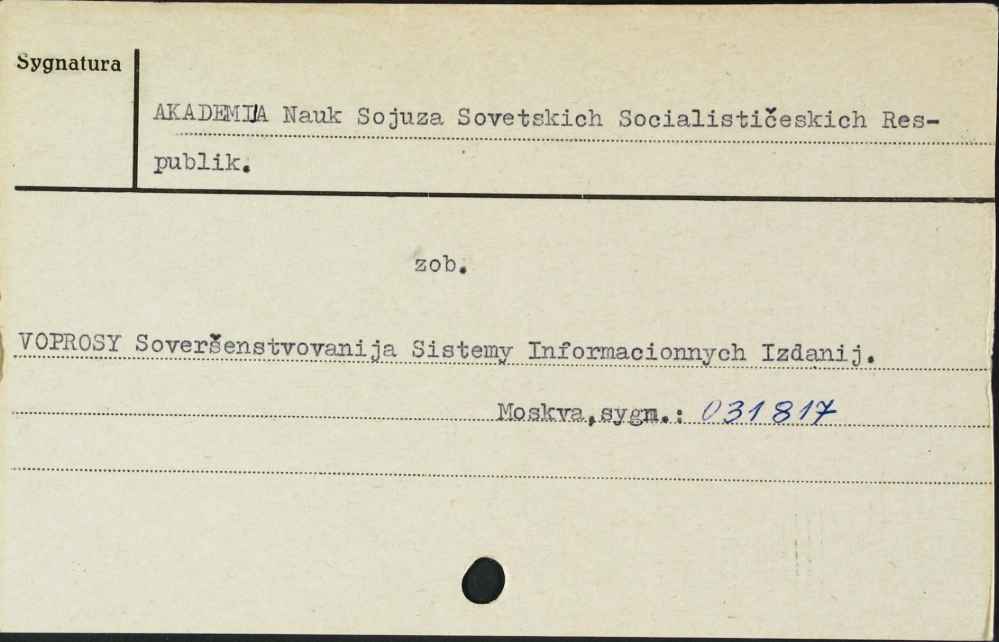 Sygnatura
AKADEMIJA Nauk Sojuza Sovetskich Socialističeskich Res-
publik.
zob.
VOPROSY Soveršenstvovanija Sistemy Informacionnych Izdanij.
Moskva,sygn.: 031817